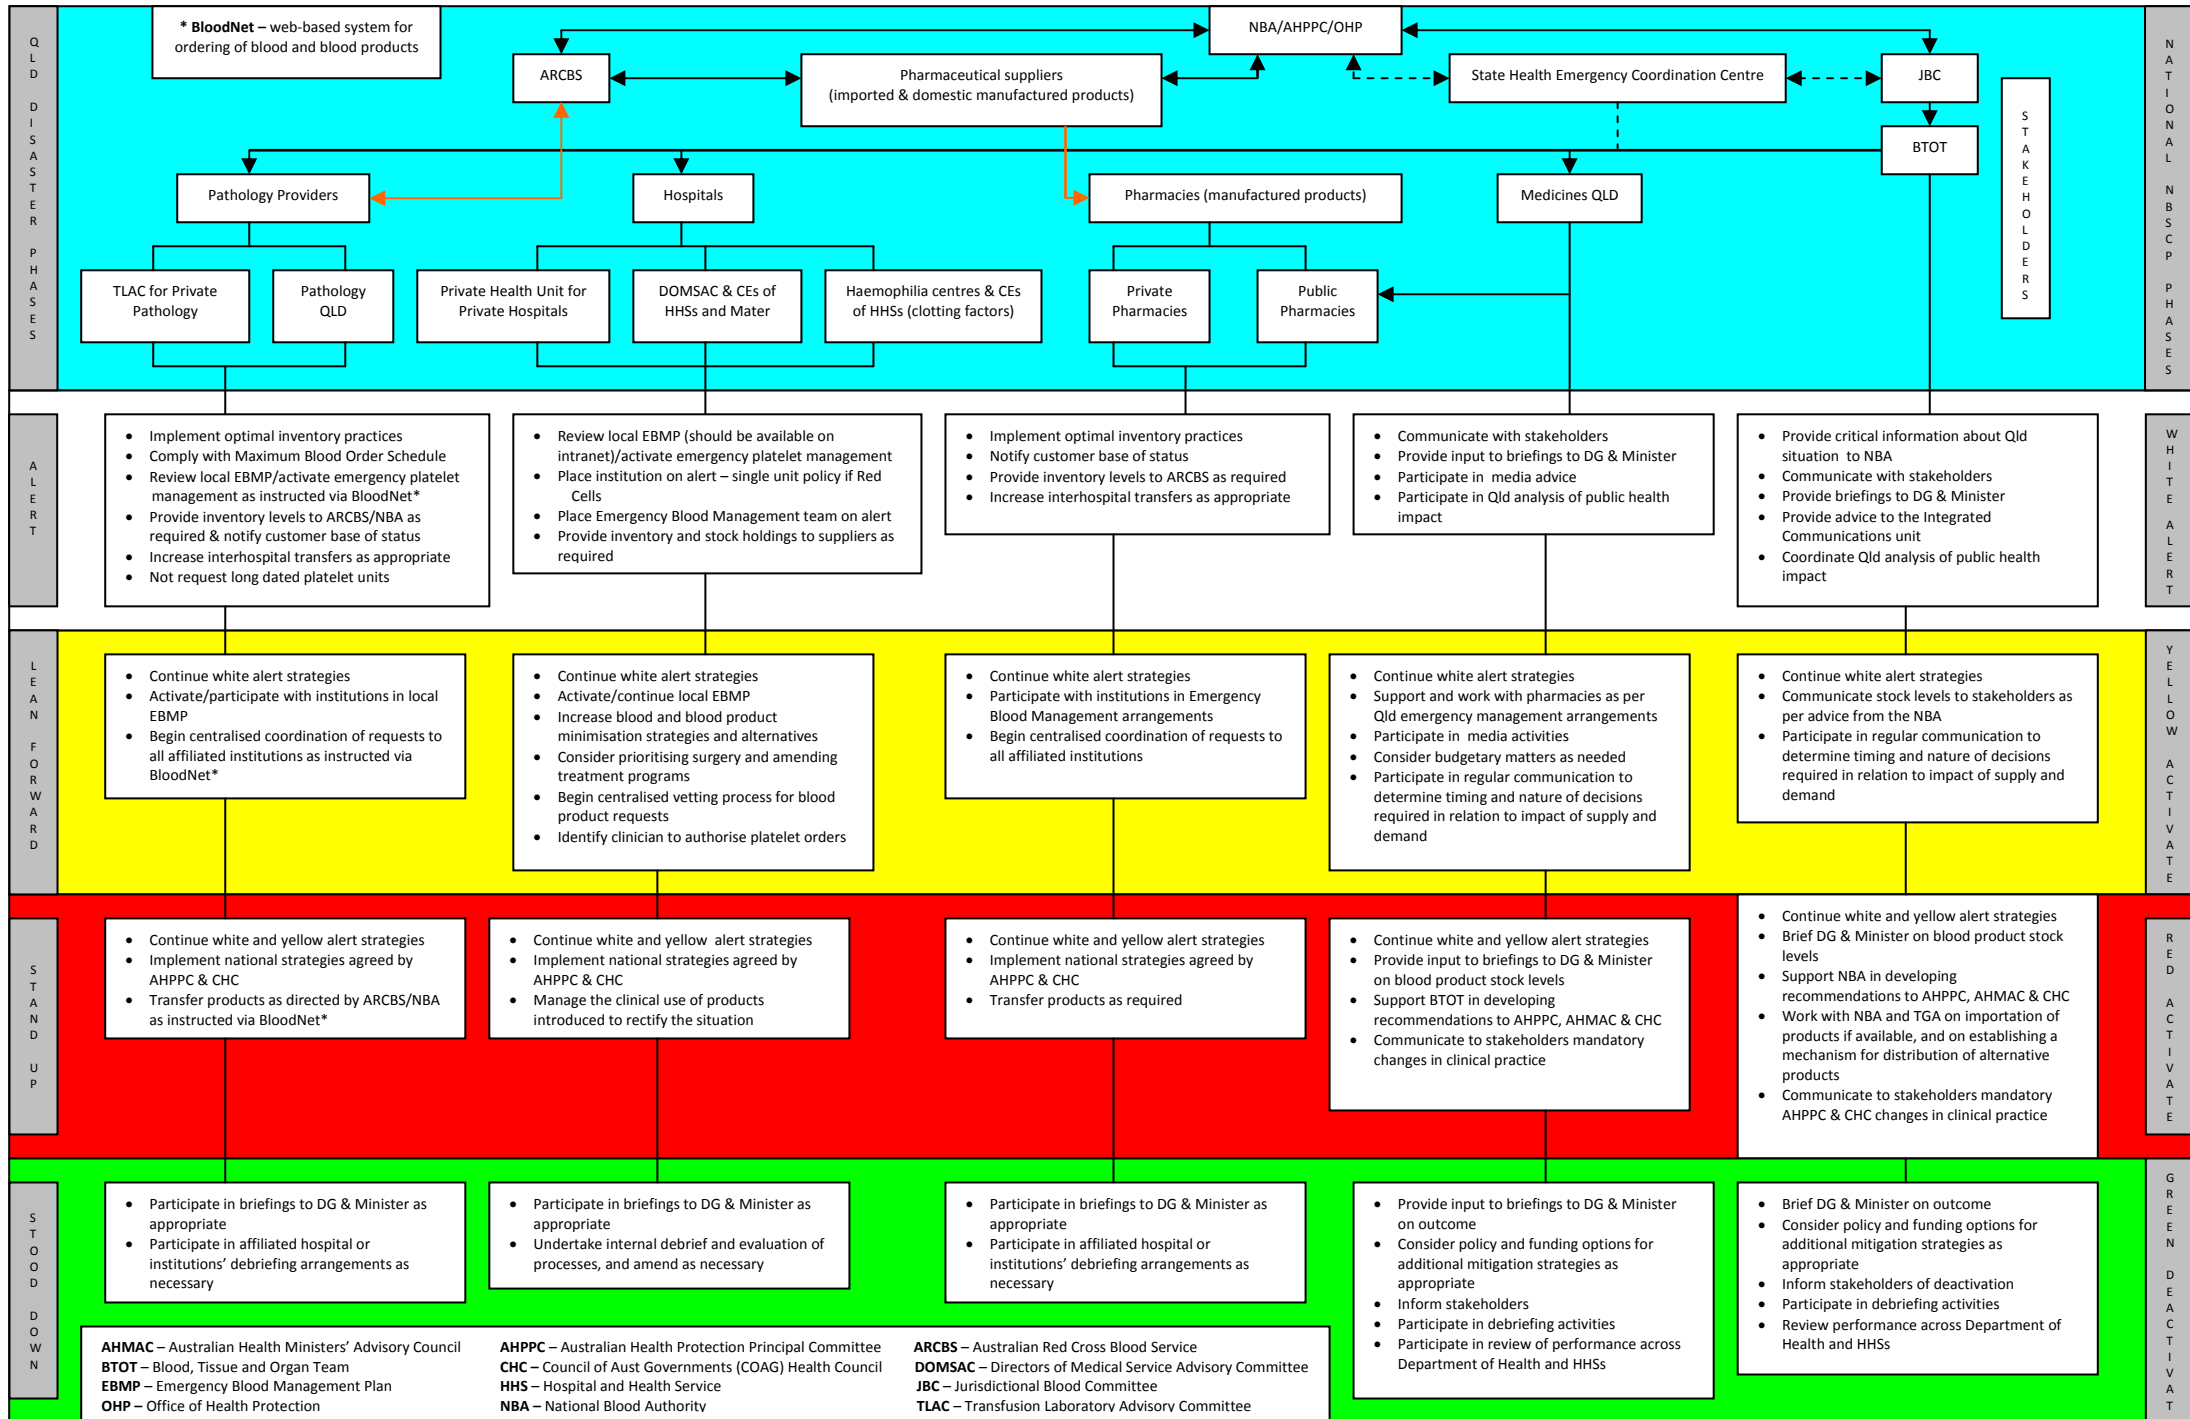 * BloodNet – web-based system for
ordering of blood and blood products
NBA/AHPPC/OHP
ARCBS
Pharmaceutical suppliers
(imported & domestic manufactured products)
State Health Emergency Coordination Centre
JBC
BTOT
STAKEHOLDERS
QLD DISASTER PHASES
NATIONAL NBSCP PHASES
Pathology Providers
Hospitals
Pharmacies (manufactured products)
Medicines QLD
TLAC for Private
Pathology
Pathology
QLD
Private Health Unit for
Private Hospitals
DOMSAC & CEs of
HHSs and Mater
Haemophilia centres & CEs
of HHSs (clotting factors)
Private
Pharmacies
Public
Pharmacies
ALERT
• Implement optimal inventory practices
• Comply with Maximum Blood Order Schedule
• Review local EBMP/activate emergency platelet
management as instructed via BloodNet*
• Provide inventory levels to ARCBS/NBA as
required & notify customer base of status
• Increase interhospital transfers as appropriate
• Not request long dated platelet units
• Review local EBMP (should be available on
intranet)/activate emergency platelet management
• Place institution on alert – single unit policy if Red
Cells
• Place Emergency Blood Management team on alert
• Provide inventory and stock holdings to suppliers as
required
• Implement optimal inventory practices
• Notify customer base of status
• Provide inventory levels to ARCBS as required
• Increase interhospital transfers as appropriate
• Communicate with stakeholders
• Provide input to briefings to DG & Minister
• Participate in media advice
• Participate in Qld analysis of public health
impact
• Provide critical information about Qld
situation to NBA
• Communicate with stakeholders
• Provide briefings to DG & Minister
• Provide advice to the Integrated
Communications unit
• Coordinate Qld analysis of public health
impact
WHITE ALERT
LEAN FORWARD
• Continue white alert strategies
• Activate/participate with institutions in local
EBMP
• Begin centralised coordination of requests to
all affiliated institutions as instructed via
BloodNet*
• Continue white alert strategies
• Activate/continue local EBMP
• Increase blood and blood product
minimisation strategies and alternatives
• Consider prioritising surgery and amending
treatment programs
• Begin centralised vetting process for blood
product requests
• Identify clinician to authorise platelet orders
• Continue white alert strategies
• Participate with institutions in Emergency
Blood Management arrangements
• Begin centralised coordination of requests to
all affiliated institutions
• Continue white alert strategies
• Support and work with pharmacies as per
Qld emergency management arrangements
• Participate in media activities
• Consider budgetary matters as needed
• Participate in regular communication to
determine timing and nature of decisions
required in relation to impact of supply and
demand
• Continue white alert strategies
• Communicate stock levels to stakeholders as
per advice from the NBA
• Participate in regular communication to
determine timing and nature of decisions
required in relation to impact of supply and
demand
YELLOW ACTIVATE
STAND UP
• Continue white and yellow alert strategies
• Implement national strategies agreed by
AHPPC & CHC
• Transfer products as directed by ARCBS/NBA
as instructed via BloodNet*
• Continue white and yellow alert strategies
• Implement national strategies agreed by
AHPPC & CHC
• Manage the clinical use of products
introduced to rectify the situation
• Continue white and yellow alert strategies
• Implement national strategies agreed by
AHPPC & CHC
• Transfer products as required
• Continue white and yellow alert strategies
• Provide input to briefings to DG & Minister
on blood product stock levels
• Support BTOT in developing
recommendations to AHPPC, AHMAC & CHC
• Communicate to stakeholders mandatory
changes in clinical practice
• Continue white and yellow alert strategies
• Brief DG & Minister on blood product stock
levels
• Support NBA in developing
recommendations to AHPPC, AHMAC & CHC
• Work with NBA and TGA on importation of
products if available, and on establishing a
mechanism for distribution of alternative
products
• Communicate to stakeholders mandatory
AHPPC & CHC changes in clinical practice
RED ACTIVATE
STOOD DOWN
• Participate in briefings to DG & Minister as
appropriate
• Participate in affiliated hospital or
institutions’ debriefing arrangements as
necessary
• Participate in briefings to DG & Minister as
appropriate
• Undertake internal debrief and evaluation of
processes, and amend as necessary
• Participate in briefings to DG & Minister as
appropriate
• Participate in affiliated hospital or
institutions’ debriefing arrangements as
necessary
• Provide input to briefings to DG & Minister
on outcome
• Consider policy and funding options for
additional mitigation strategies as
appropriate
• Inform stakeholders
• Participate in debriefing activities
• Participate in review of performance across
Department of Health and HHSs
• Brief DG & Minister on outcome
• Consider policy and funding options for
additional mitigation strategies as
appropriate
• Inform stakeholders of deactivation
• Participate in debriefing activities
• Review performance across Department of
Health and HHSs
GREEN DEACTIVAT
AHMAC – Australian Health Ministers’ Advisory Council
BTOT – Blood, Tissue and Organ Team
EBMP – Emergency Blood Management Plan
OHP – Office of Health Protection
AHPPC – Australian Health Protection Principal Committee
CHC – Council of Aust Governments (COAG) Health Council
HHS – Hospital and Health Service
NBA – National Blood Authority
ARCBS – Australian Red Cross Blood Service
DOMSAC – Directors of Medical Service Advisory Committee
JBC – Jurisdictional Blood Committee
TLAC – Transfusion Laboratory Advisory Committee